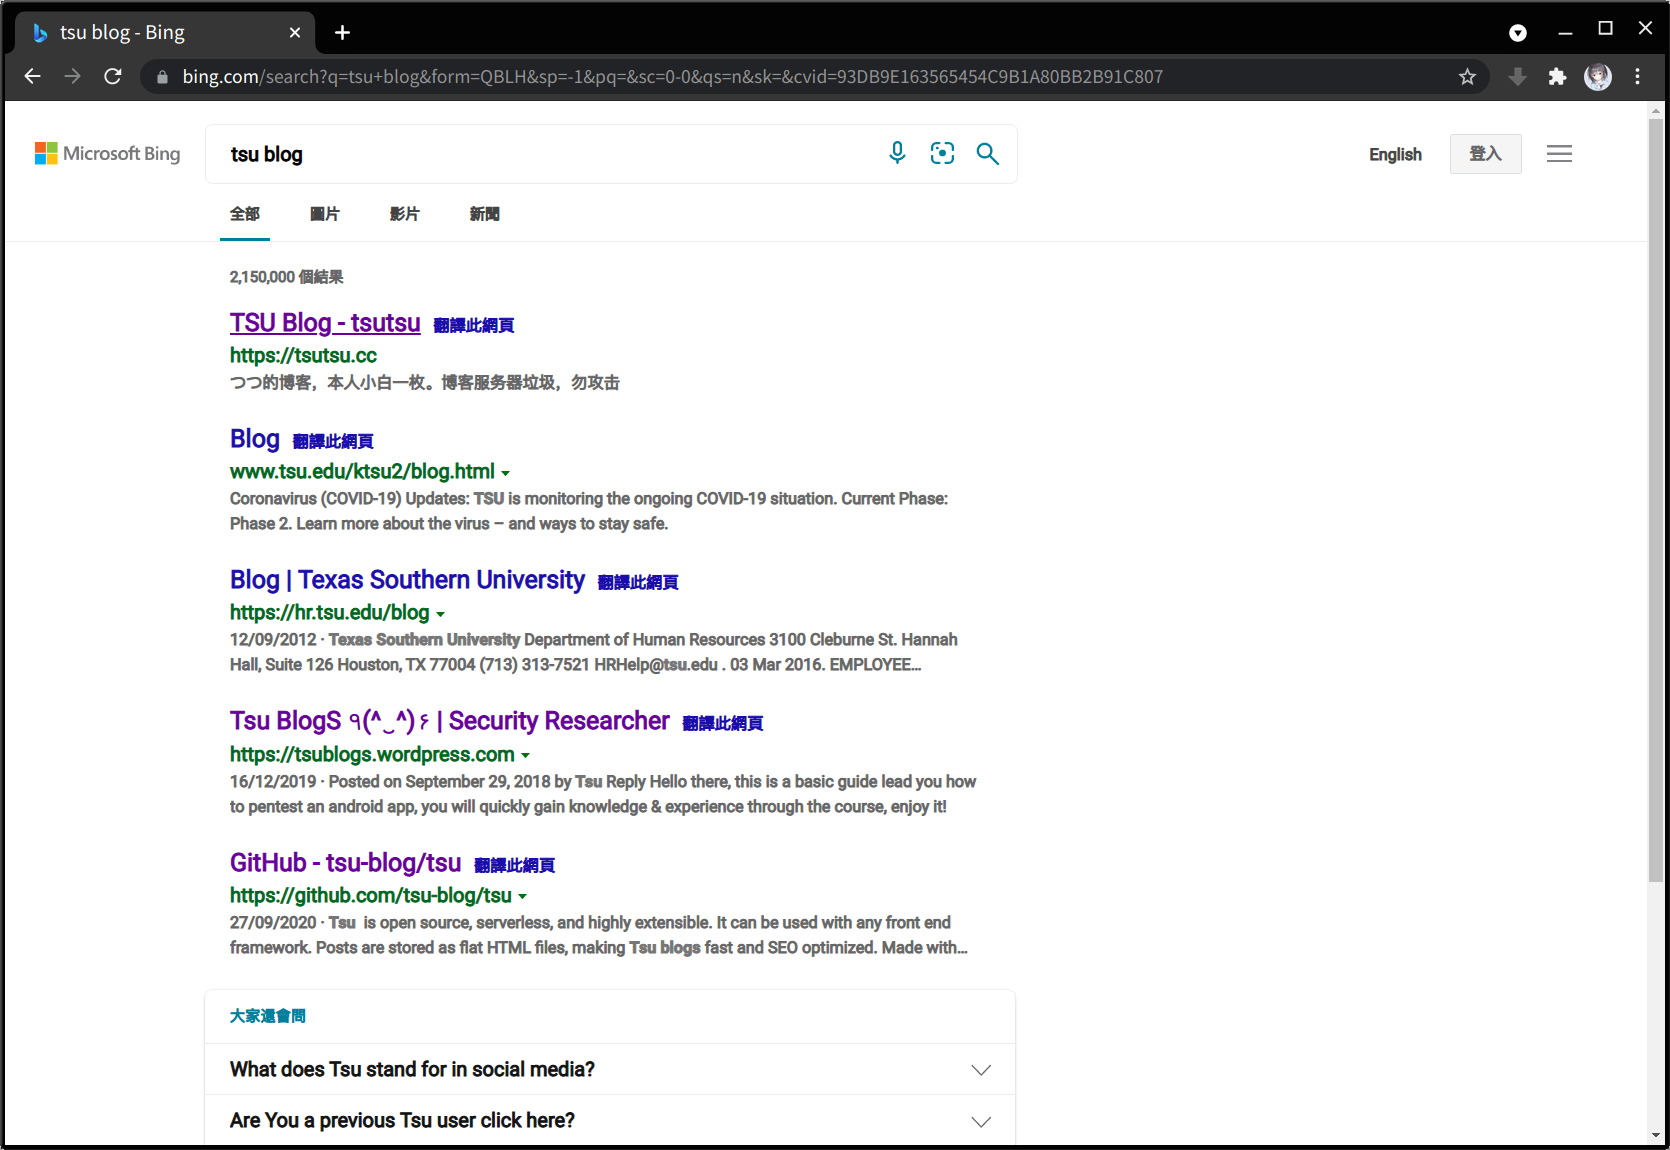 tsu blog - Bing
bing.com/search?q=tsu+blog&form=QBLH&sp=-1&pq=&sc=0-0&qs=n&sk=&cvid=93DB9E163565454C9B1A80BB2B91C807
Microsoft Bing
tsu blog
English
登入
全部 圖片 影片 新聞
2,150,000 個結果
TSU Blog - tsutsu 翻譯此網頁
https://tsutsu.cc
つつ的博客，本人小白一枚。博客服务器垃圾，勿攻击
Blog 翻譯此網頁
www.tsu.edu/ktsu2/blog.html
Coronavirus (COVID-19) Updates: TSU is monitoring the ongoing COVID-19 situation. Current Phase:
Phase 2. Learn more about the virus – and ways to stay safe.
Blog | Texas Southern University 翻譯此網頁
https://hr.tsu.edu/blog
12/09/2012 · Texas Southern University Department of Human Resources 3100 Cleburne St. Hannah
Hall, Suite 126 Houston, TX 77004 (713) 313-7521 HRHelp@tsu.edu . 03 Mar 2016. EMPLOYEE…
Tsu BlogS ٩(^‿^)۶ | Security Researcher 翻譯此網頁
https://tsublogs.wordpress.com
16/12/2019 · Posted on September 29, 2018 by Tsu Reply Hello there, this is a basic guide lead you how
to pentest an android app, you will quickly gain knowledge & experience through the course, enjoy it!
GitHub - tsu-blog/tsu 翻譯此網頁
https://github.com/tsu-blog/tsu
27/09/2020 · Tsu is open source, serverless, and highly extensible. It can be used with any front end
framework. Posts are stored as flat HTML files, making Tsu blogs fast and SEO optimized. Made with…
大家還會問
What does Tsu stand for in social media?
Are You a previous Tsu user click here?